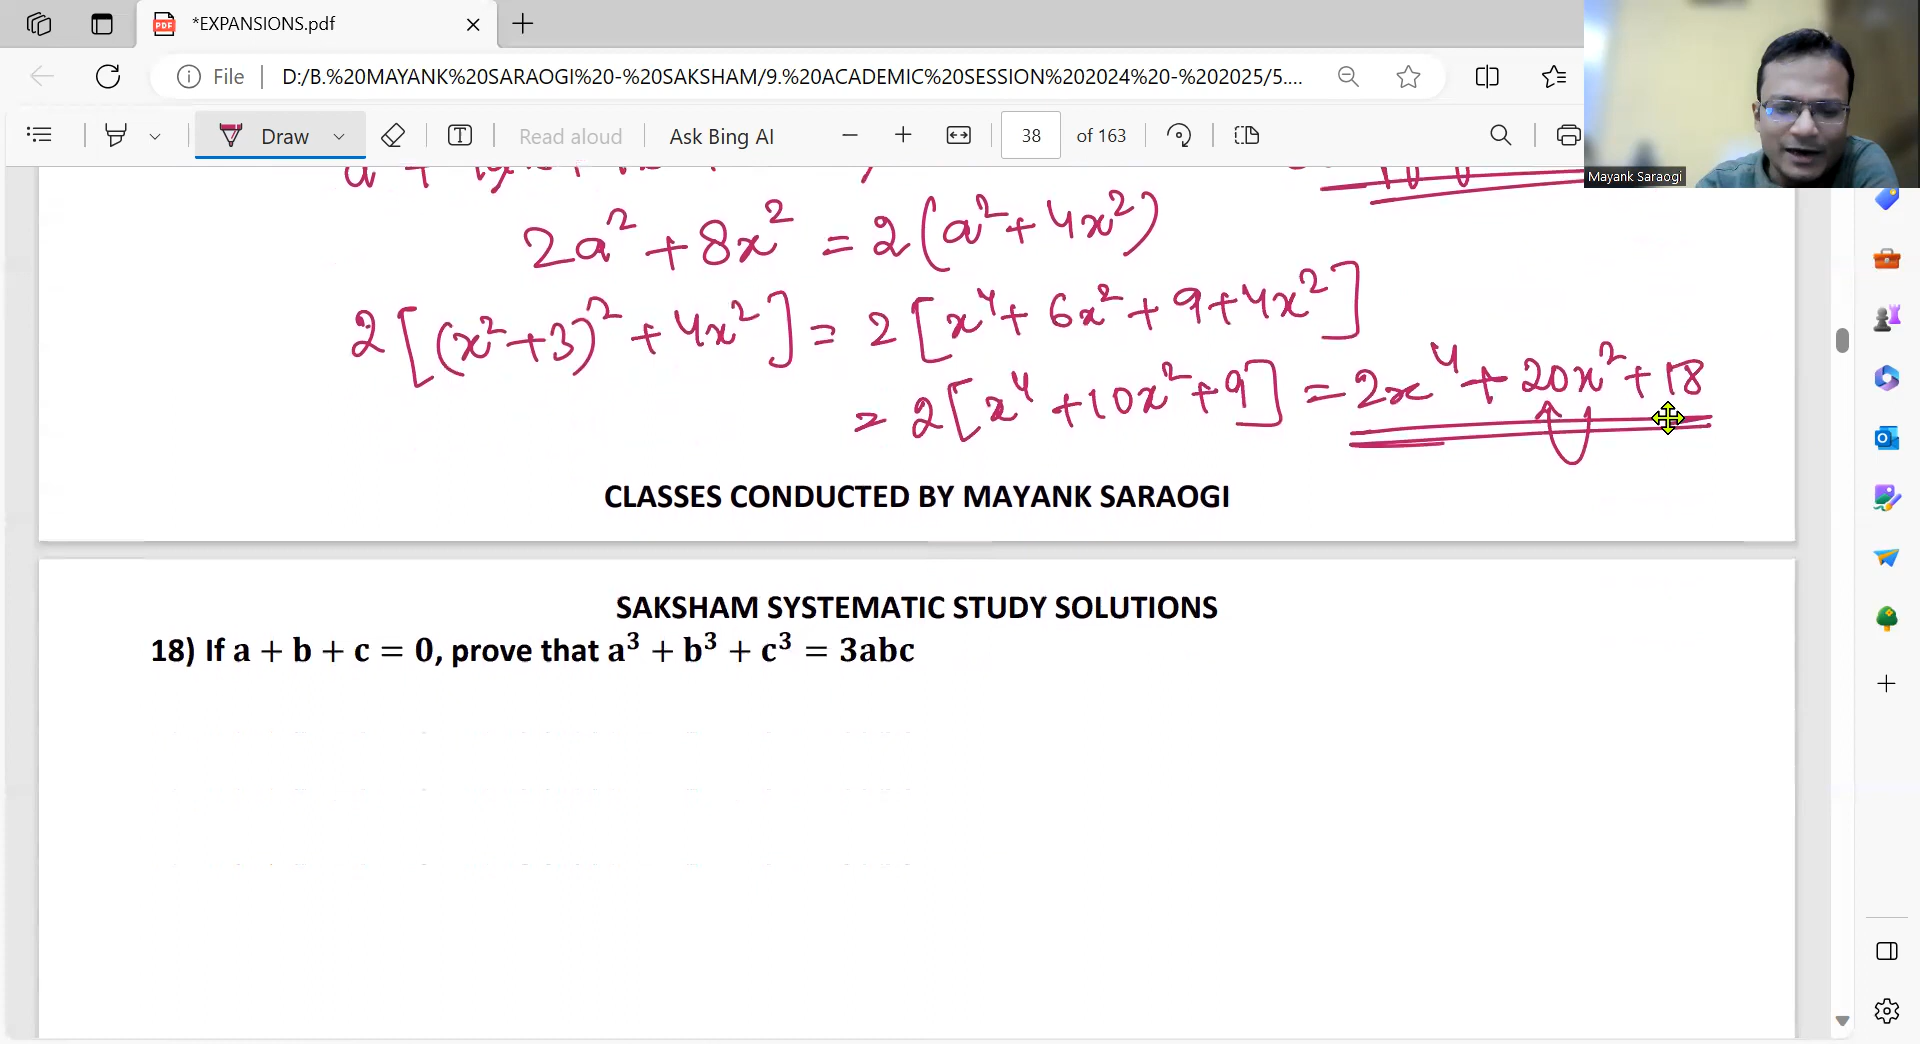 *EXPANSIONS.pdf
File
D:/B.%20MAYANK%20SARAOGI%20-%20SAKSHAM/9.%20ACADEMIC%20SESSION%202024%20-%202025/5....
Draw
Read aloud
Ask Bing AI
38 of 163
Mayank Saraogi
2a² + 8x² = 2(a² + 4x²)
2[(x²+3)² + 4x²] = 2[x⁴ + 6x² + 9 + 4x²]
= 2[x⁴ + 10x² + 9] = 2x⁴ + 20x² + 18
CLASSES CONDUCTED BY MAYANK SARAOGI
SAKSHAM SYSTEMATIC STUDY SOLUTIONS
18) If a + b + c = 0, prove that a³ + b³ + c³ = 3abc